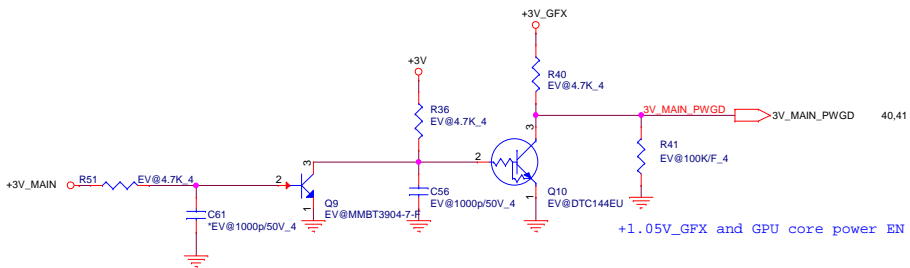 +3V_GFX
+3V
R40
EV@4.7K_4
R36
EV@4.7K_4
3V_MAIN_PWGD
3V_MAIN_PWGD 40,41
3
2
R41
EV@100K/F_4
3
+3V_MAIN
R51
EV@4.7K_4
2
C56
EV@1000p/50V_4
1
Q10
EV@DTC144EU
1
Q9
EV@MMBT3904-7-F
C61
*EV@1000p/50V_4
+1.05V_GFX and GPU core power EN